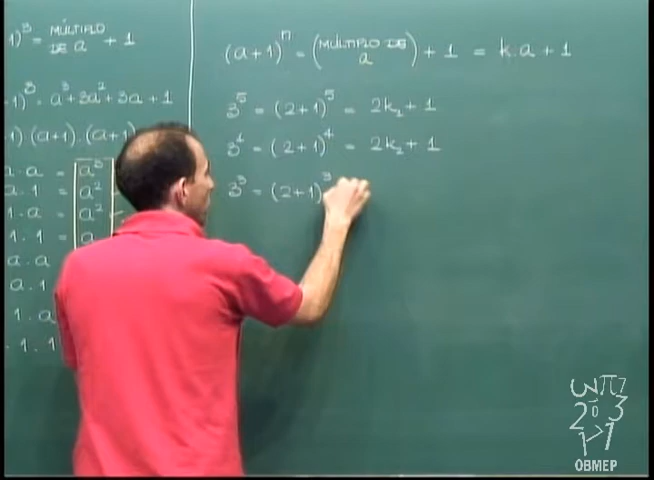 1)³ = MÚLTIPLO DE a + 1
1)³ = a³ + 3a² + 3a + 1
1) (a+1) . (a+1)
a . a = a³
a . 1 = a²
1 . a = a²
1 . 1 = a
a . a
a . 1
1 . a
. 1 . 1
(a+1)ⁿ = (MÚLTIPLO DE a) + 1 = k.a + 1
3⁵ = (2+1)⁵ = 2k₁ + 1
3⁴ = (2+1)⁴ = 2k₂ + 1
3³ = (2+1)³
OBMEP